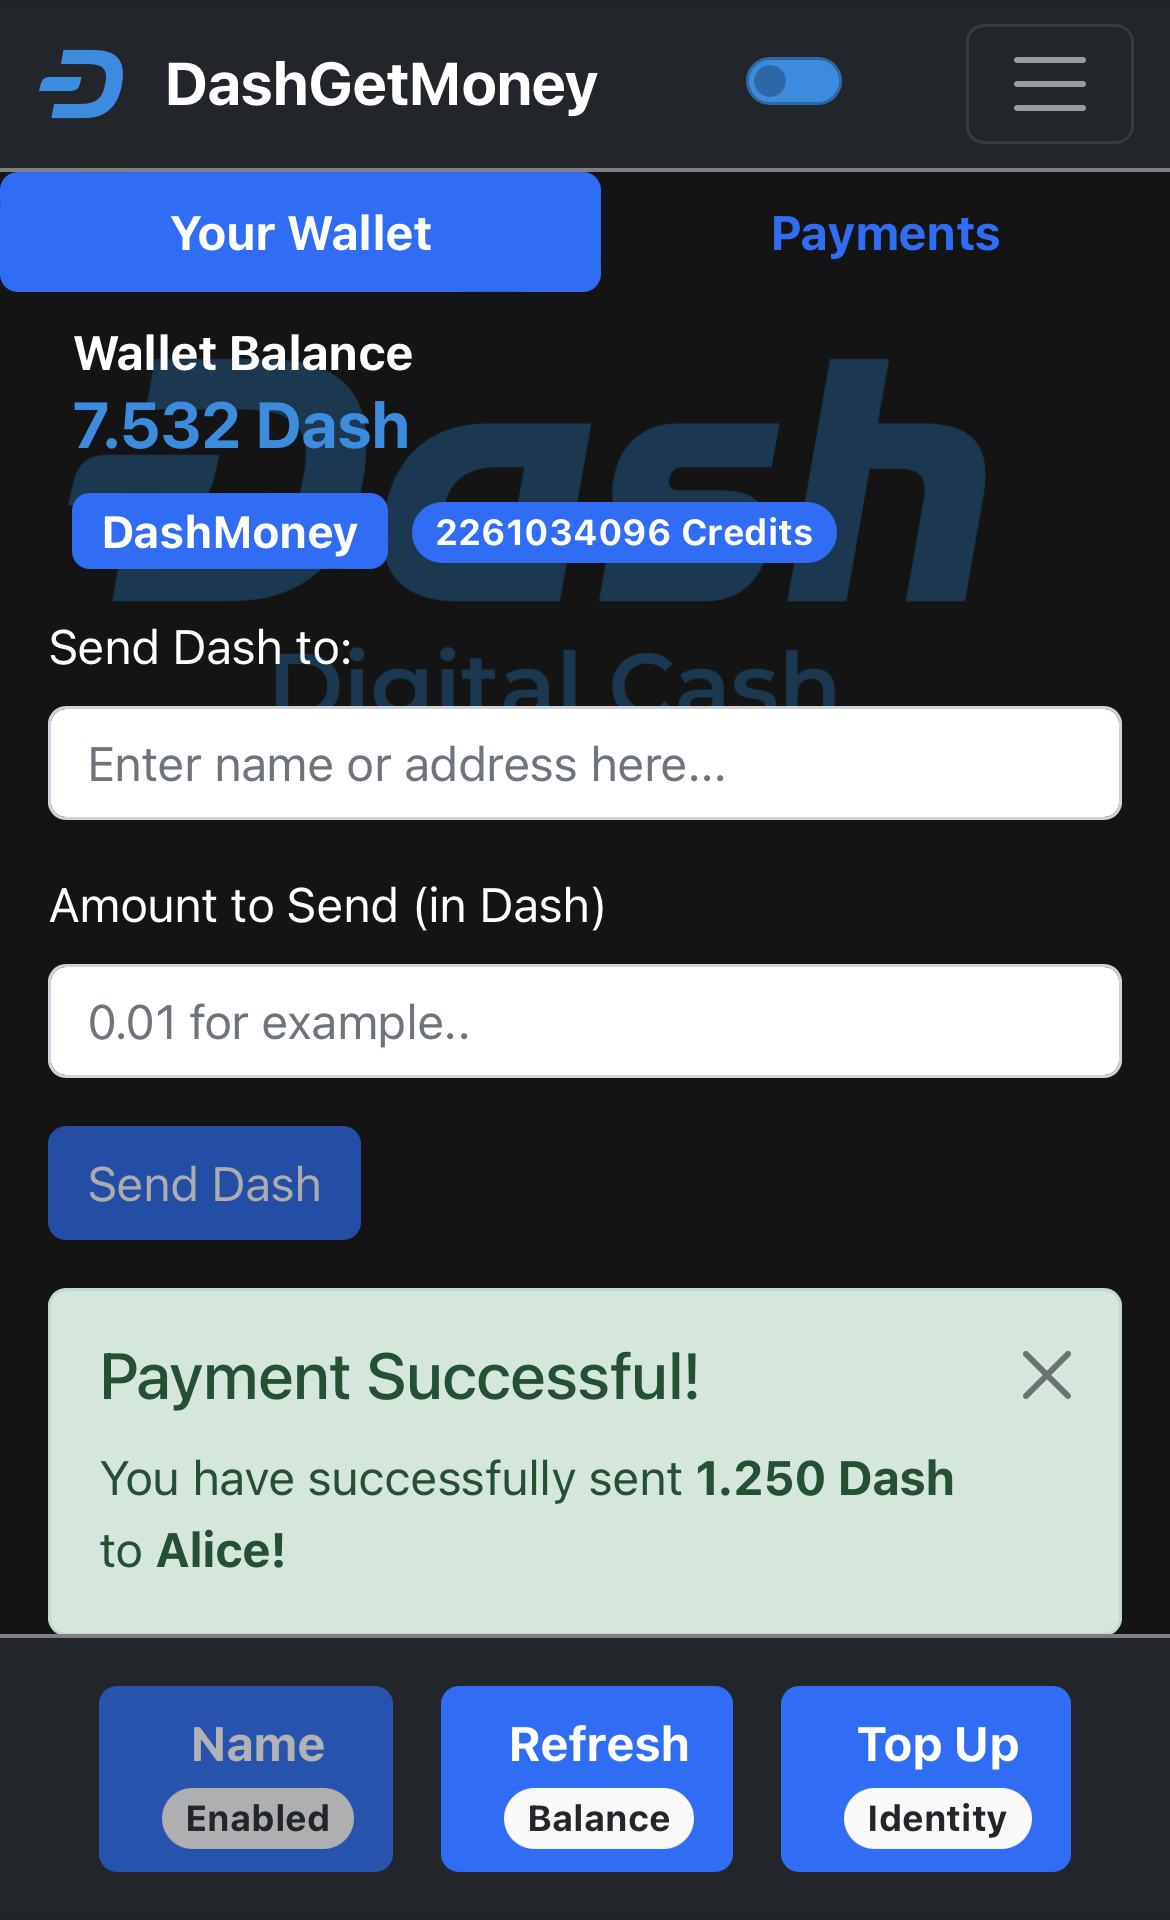 DashGetMoney
Your Wallet
Payments
Wallet Balance
7.532 Dash
DashMoney
2261034096 Credits
Dash
Digital Cash
Send Dash to:
Enter name or address here...
Amount to Send (in Dash)
0.01 for example..
Send Dash
Payment Successful!
You have successfully sent 1.250 Dash
to Alice!
Name
Enabled
Refresh
Balance
Top Up
Identity